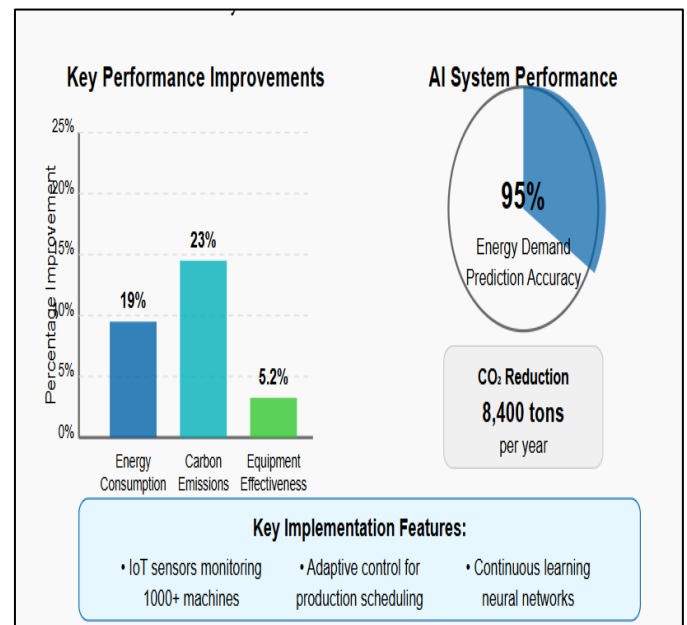 Key Performance Improvements
25%
20%
15%
10%
5%
0%
Percentage Improvement
19%
23%
5.2%
Energy
Consumption
Carbon
Emissions
Equipment
Effectiveness
AI System Performance
95%
Energy Demand
Prediction Accuracy
CO₂ Reduction
8,400 tons
per year
Key Implementation Features:
• IoT sensors monitoring
1000+ machines
• Adaptive control for
production scheduling
• Continuous learning
neural networks